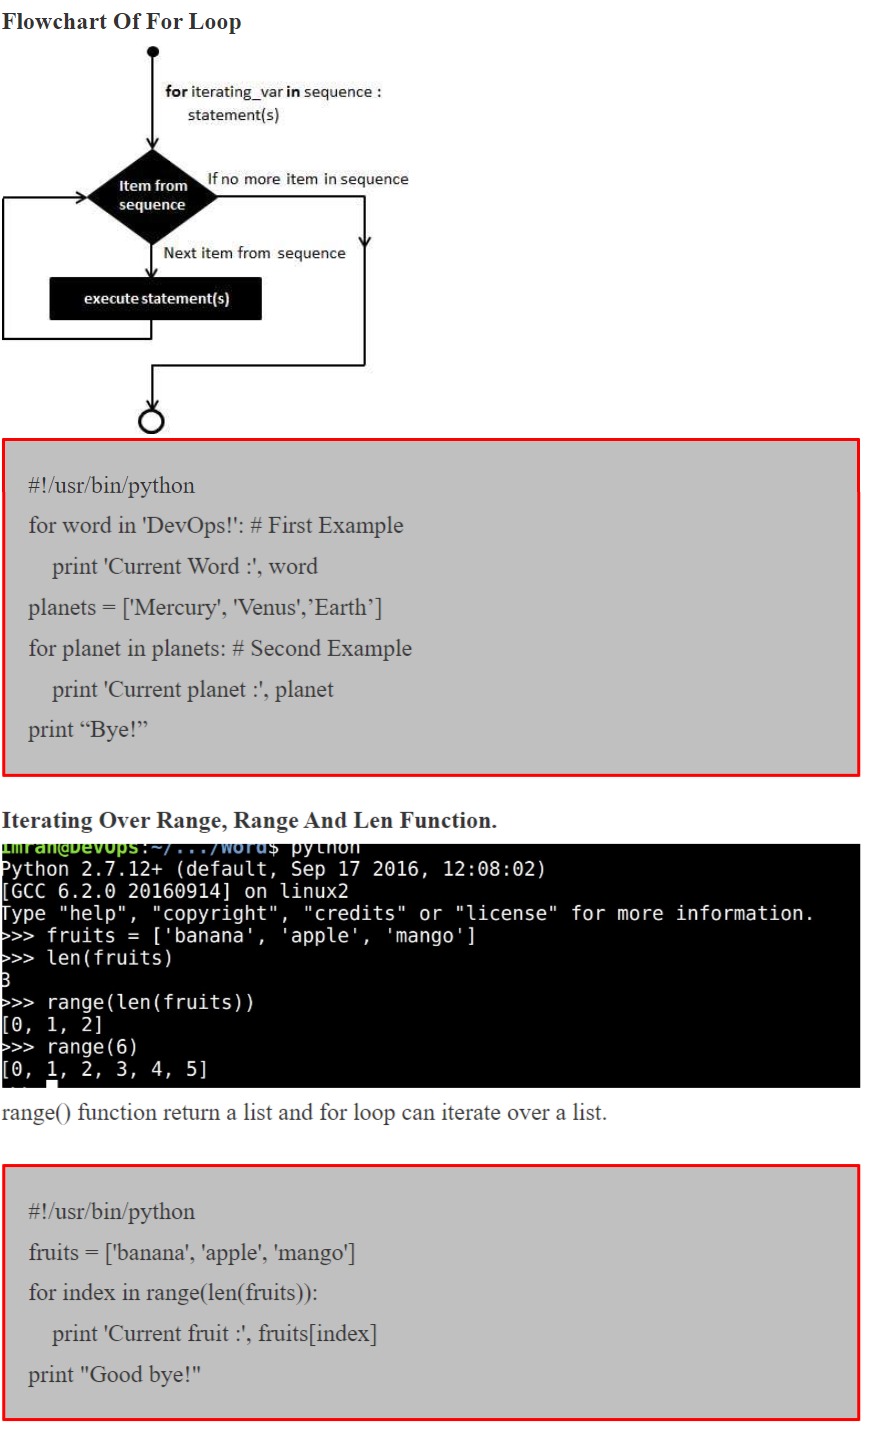 Flowchart Of For Loop
for iterating_var in sequence :
statement(s)
If no more item in sequence
Item from
sequence
Next item from sequence
execute statement(s)
#!/usr/bin/python
for word in 'DevOps!': # First Example
print 'Current Word :', word
planets = ['Mercury', 'Venus',’Earth’]
for planet in planets: # Second Example
print 'Current planet :', planet
print “Bye!”
Iterating Over Range, Range And Len Function.
imran@DevOps:~/.../Word$ python
Python 2.7.12+ (default, Sep 17 2016, 12:08:02)
[GCC 6.2.0 20160914] on linux2
Type "help", "copyright", "credits" or "license" for more information.
>>> fruits = ['banana', 'apple', 'mango']
>>> len(fruits)
3
>>> range(len(fruits))
[0, 1, 2]
>>> range(6)
[0, 1, 2, 3, 4, 5]
range() function return a list and for loop can iterate over a list.
#!/usr/bin/python
fruits = ['banana', 'apple', 'mango']
for index in range(len(fruits)):
print 'Current fruit :', fruits[index]
print "Good bye!"